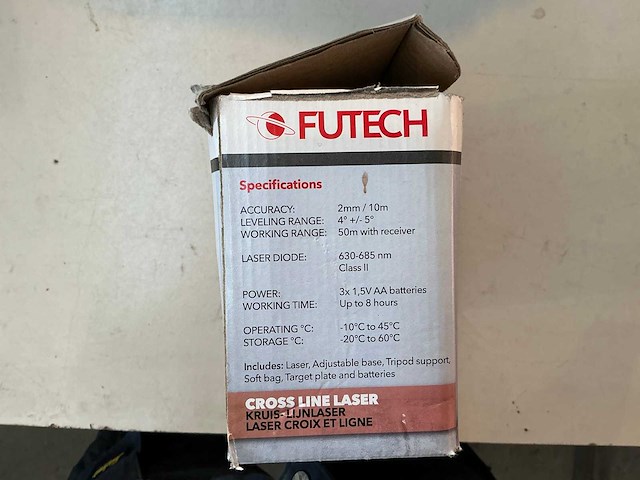 FUTECH
Specifications
ACCURACY: 2mm / 10m
LEVELING RANGE: 4° +/- 5°
WORKING RANGE: 50m with receiver
LASER DIODE: 630-685 nm
Class II
POWER: 3x 1,5V AA batteries
WORKING TIME: Up to 8 hours
OPERATING °C: -10°C to 45°C
STORAGE °C: -20°C to 60°C
Includes: Laser, Adjustable base, Tripod support,
Soft bag, Target plate and batteries
CROSS LINE LASER
KRUIS-LIJNLASER
LASER CROIX ET LIGNE